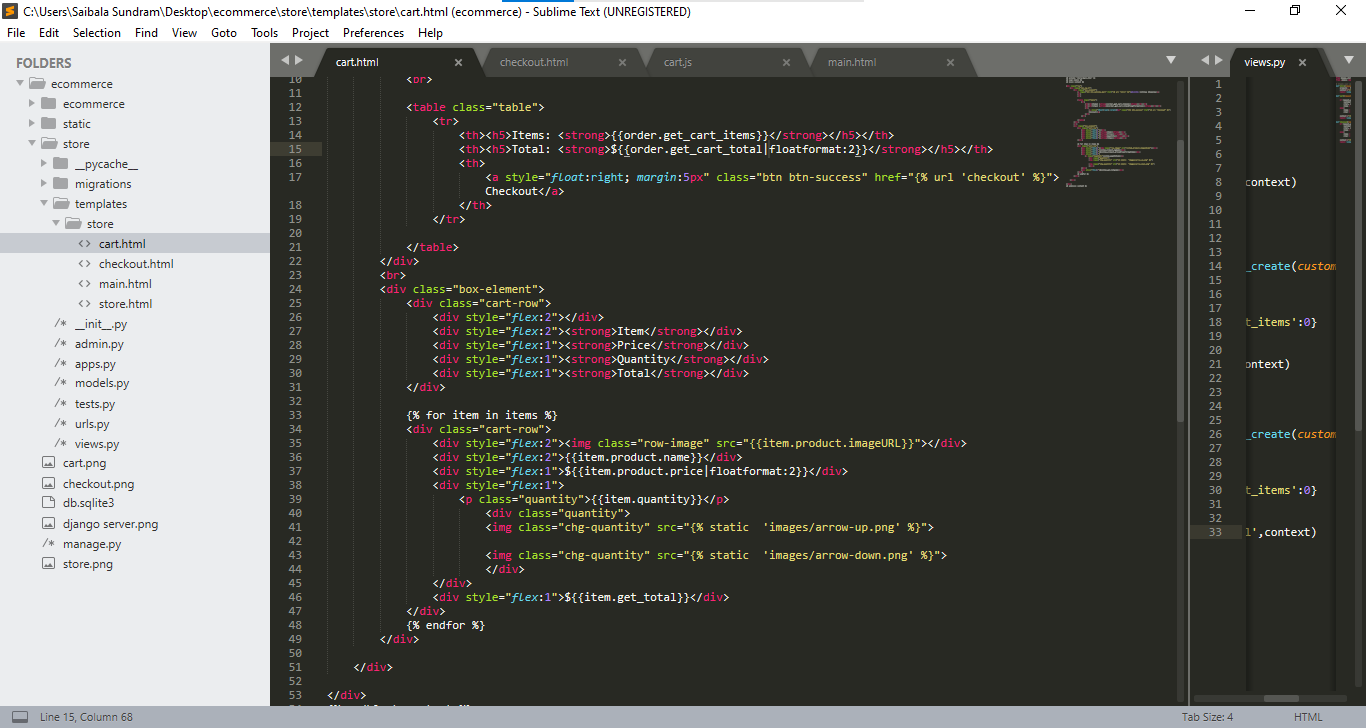 C:\Users\Saibala Sundram\Desktop\ecommerce\store\templates\store\cart.html (ecommerce) - Sublime Text (UNREGISTERED)
File Edit Selection Find View Goto Tools Project Preferences Help
FOLDERS
ecommerce
ecommerce
static
store
__pycache__
migrations
templates
store
<> cart.html
<> checkout.html
<> main.html
<> store.html
/* __init__.py
/* admin.py
/* apps.py
/* models.py
/* tests.py
/* urls.py
/* views.py
cart.png
checkout.png
db.sqlite3
django server.png
/* manage.py
store.png
cart.html × checkout.html × cart.js × main.html ×
10 <br>
11
12 <table class="table">
13 <tr>
14 <th><h5>Items: <strong>{{order.get_cart_items}}</strong></h5></th>
15 <th><h5>Total: <strong>${{order.get_cart_total|floatformat:2}}</strong></h5></th>
16 <th>
17 <a style="float:right; margin:5px" class="btn btn-success" href="{% url 'checkout' %}">
Checkout</a>
18 </th>
19 </tr>
20
21 </table>
22 </div>
23 <br>
24 <div class="box-element">
25 <div class="cart-row">
26 <div style="flex:2"></div>
27 <div style="flex:2"><strong>Item</strong></div>
28 <div style="flex:1"><strong>Price</strong></div>
29 <div style="flex:1"><strong>Quantity</strong></div>
30 <div style="flex:1"><strong>Total</strong></div>
31 </div>
32
33 {% for item in items %}
34 <div class="cart-row">
35 <div style="flex:2"><img class="row-image" src="{{item.product.imageURL}}"></div>
36 <div style="flex:2">{{item.product.name}}</div>
37 <div style="flex:1">${{item.product.price|floatformat:2}}</div>
38 <div style="flex:1">
39 <p class="quantity">{{item.quantity}}</p>
40 <div class="quantity">
41 <img class="chg-quantity" src="{% static  'images/arrow-up.png' %}">
42
43 <img class="chg-quantity" src="{% static  'images/arrow-down.png' %}">
44 </div>
45 </div>
46 <div style="flex:1">${{item.get_total}}</div>
47 </div>
48 {% endfor %}
49 </div>
50
51 </div>
52
53 </div>
views.py ×
1
2
3
4
5
6
7
8 context)
9
10
11
12
13
14 _create(custom
15
16
17
18 t_items':0}
19
20
21 ontext)
22
23
24
25
26 _create(custom
27
28
29
30 t_items':0}
31
32
33 l',context)
Line 15, Column 68
Tab Size: 4
HTML